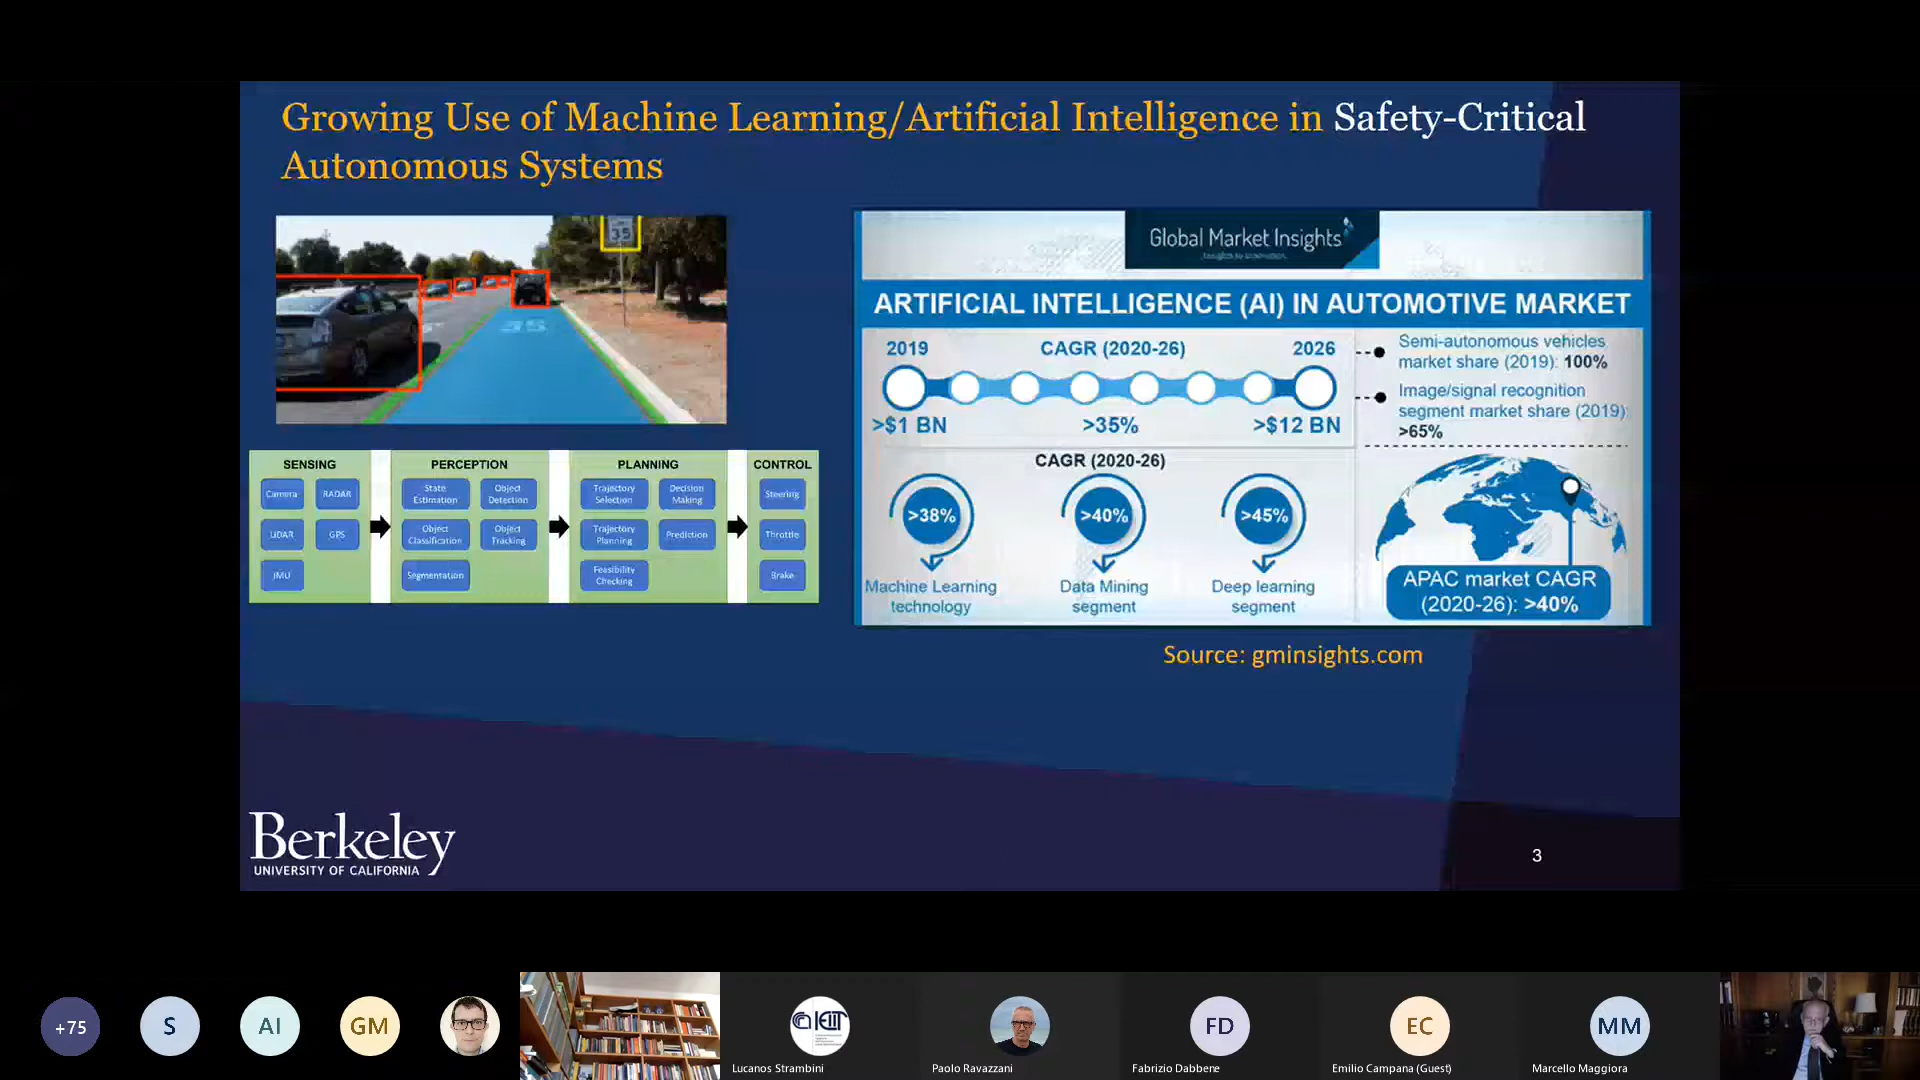 Growing Use of Machine Learning/Artificial Intelligence in Safety-Critical
Autonomous Systems
35
35
SENSING
Camera
RADAR
LiDAR
GPS
IMU
PERCEPTION
State
Estimation
Object
Detection
Object
Classification
Object
Tracking
Segmentation
PLANNING
Trajectory
Selection
Decision
Making
Trajectory
Planning
Prediction
Feasibility
Checking
CONTROL
Steering
Throttle
Brake
Global Market Insights
Insights to Innovation
ARTIFICIAL INTELLIGENCE (AI) IN AUTOMOTIVE MARKET
2019 CAGR (2020-26) 2026
>$1 BN >35% >$12 BN
Semi-autonomous vehicles
market share (2019): 100%
Image/signal recognition
segment market share (2019):
>65%
CAGR (2020-26)
>38%
Machine Learning
technology
>40%
Data Mining
segment
>45%
Deep learning
segment
APAC market CAGR
(2020-26): >40%
Source: gminsights.com
Berkeley
UNIVERSITY OF CALIFORNIA
3
+75
S
AI
GM
IEIIT
Lucanos Strambini
Paolo Ravazzani
FD
Fabrizio Dabbene
EC
Emilio Campana (Guest)
MM
Marcello Maggiora